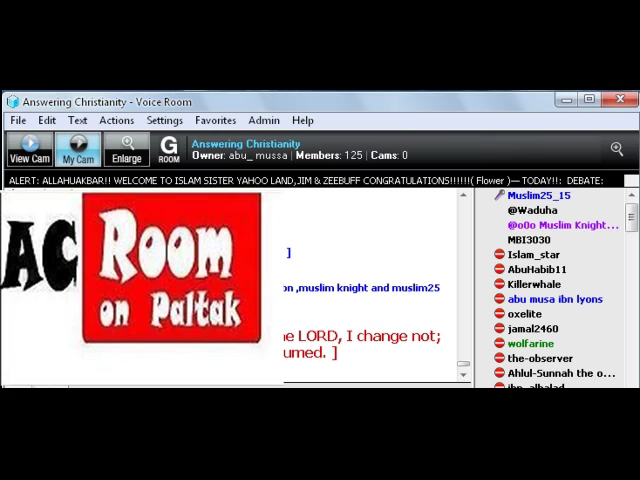 Answering Christianity - Voice Room
File Edit Text Actions Settings Favorites Admin Help
View Cam My Cam Enlarge G ROOM Answering Christianity
Owner: abu_ mussa | Members: 125 | Cams: 0
ALERT: ALLAHUAKBAR!! WELCOME TO ISLAM SISTER YAHOO LAND,JIM & ZEEBUFF CONGRATULATIONS!!!!!!( Flower )— TODAY!!: DEBATE:
AC Room
on Paltak
]
on ,muslim knight and muslim25
he LORD, I change not;
umed. ]
Muslim25_15
@Waduha
@o0o Muslim Knight...
MBI3030
Islam_star
AbuHabib11
Killerwhale
abu musa ibn lyons
oxelite
jamal2460
wolfarine
the-observer
Ahlul-Sunnah the o...
ibn_albalad